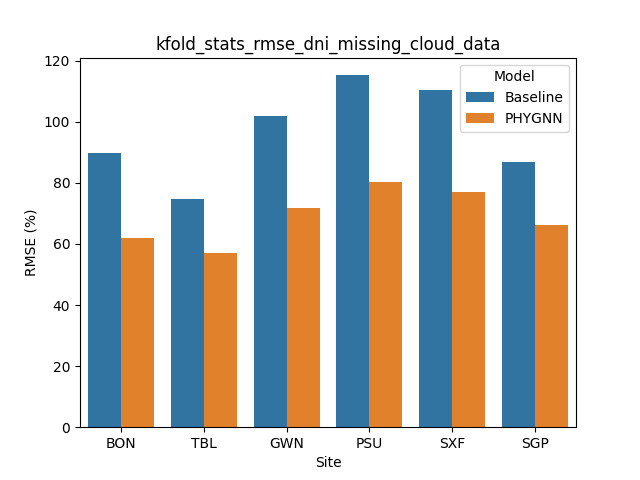 kfold_stats_rmse_dni_missing_cloud_data
Model
Baseline
PHYGNN
RMSE (%)
120
100
80
60
40
20
0
BON TBL GWN PSU SXF SGP
Site